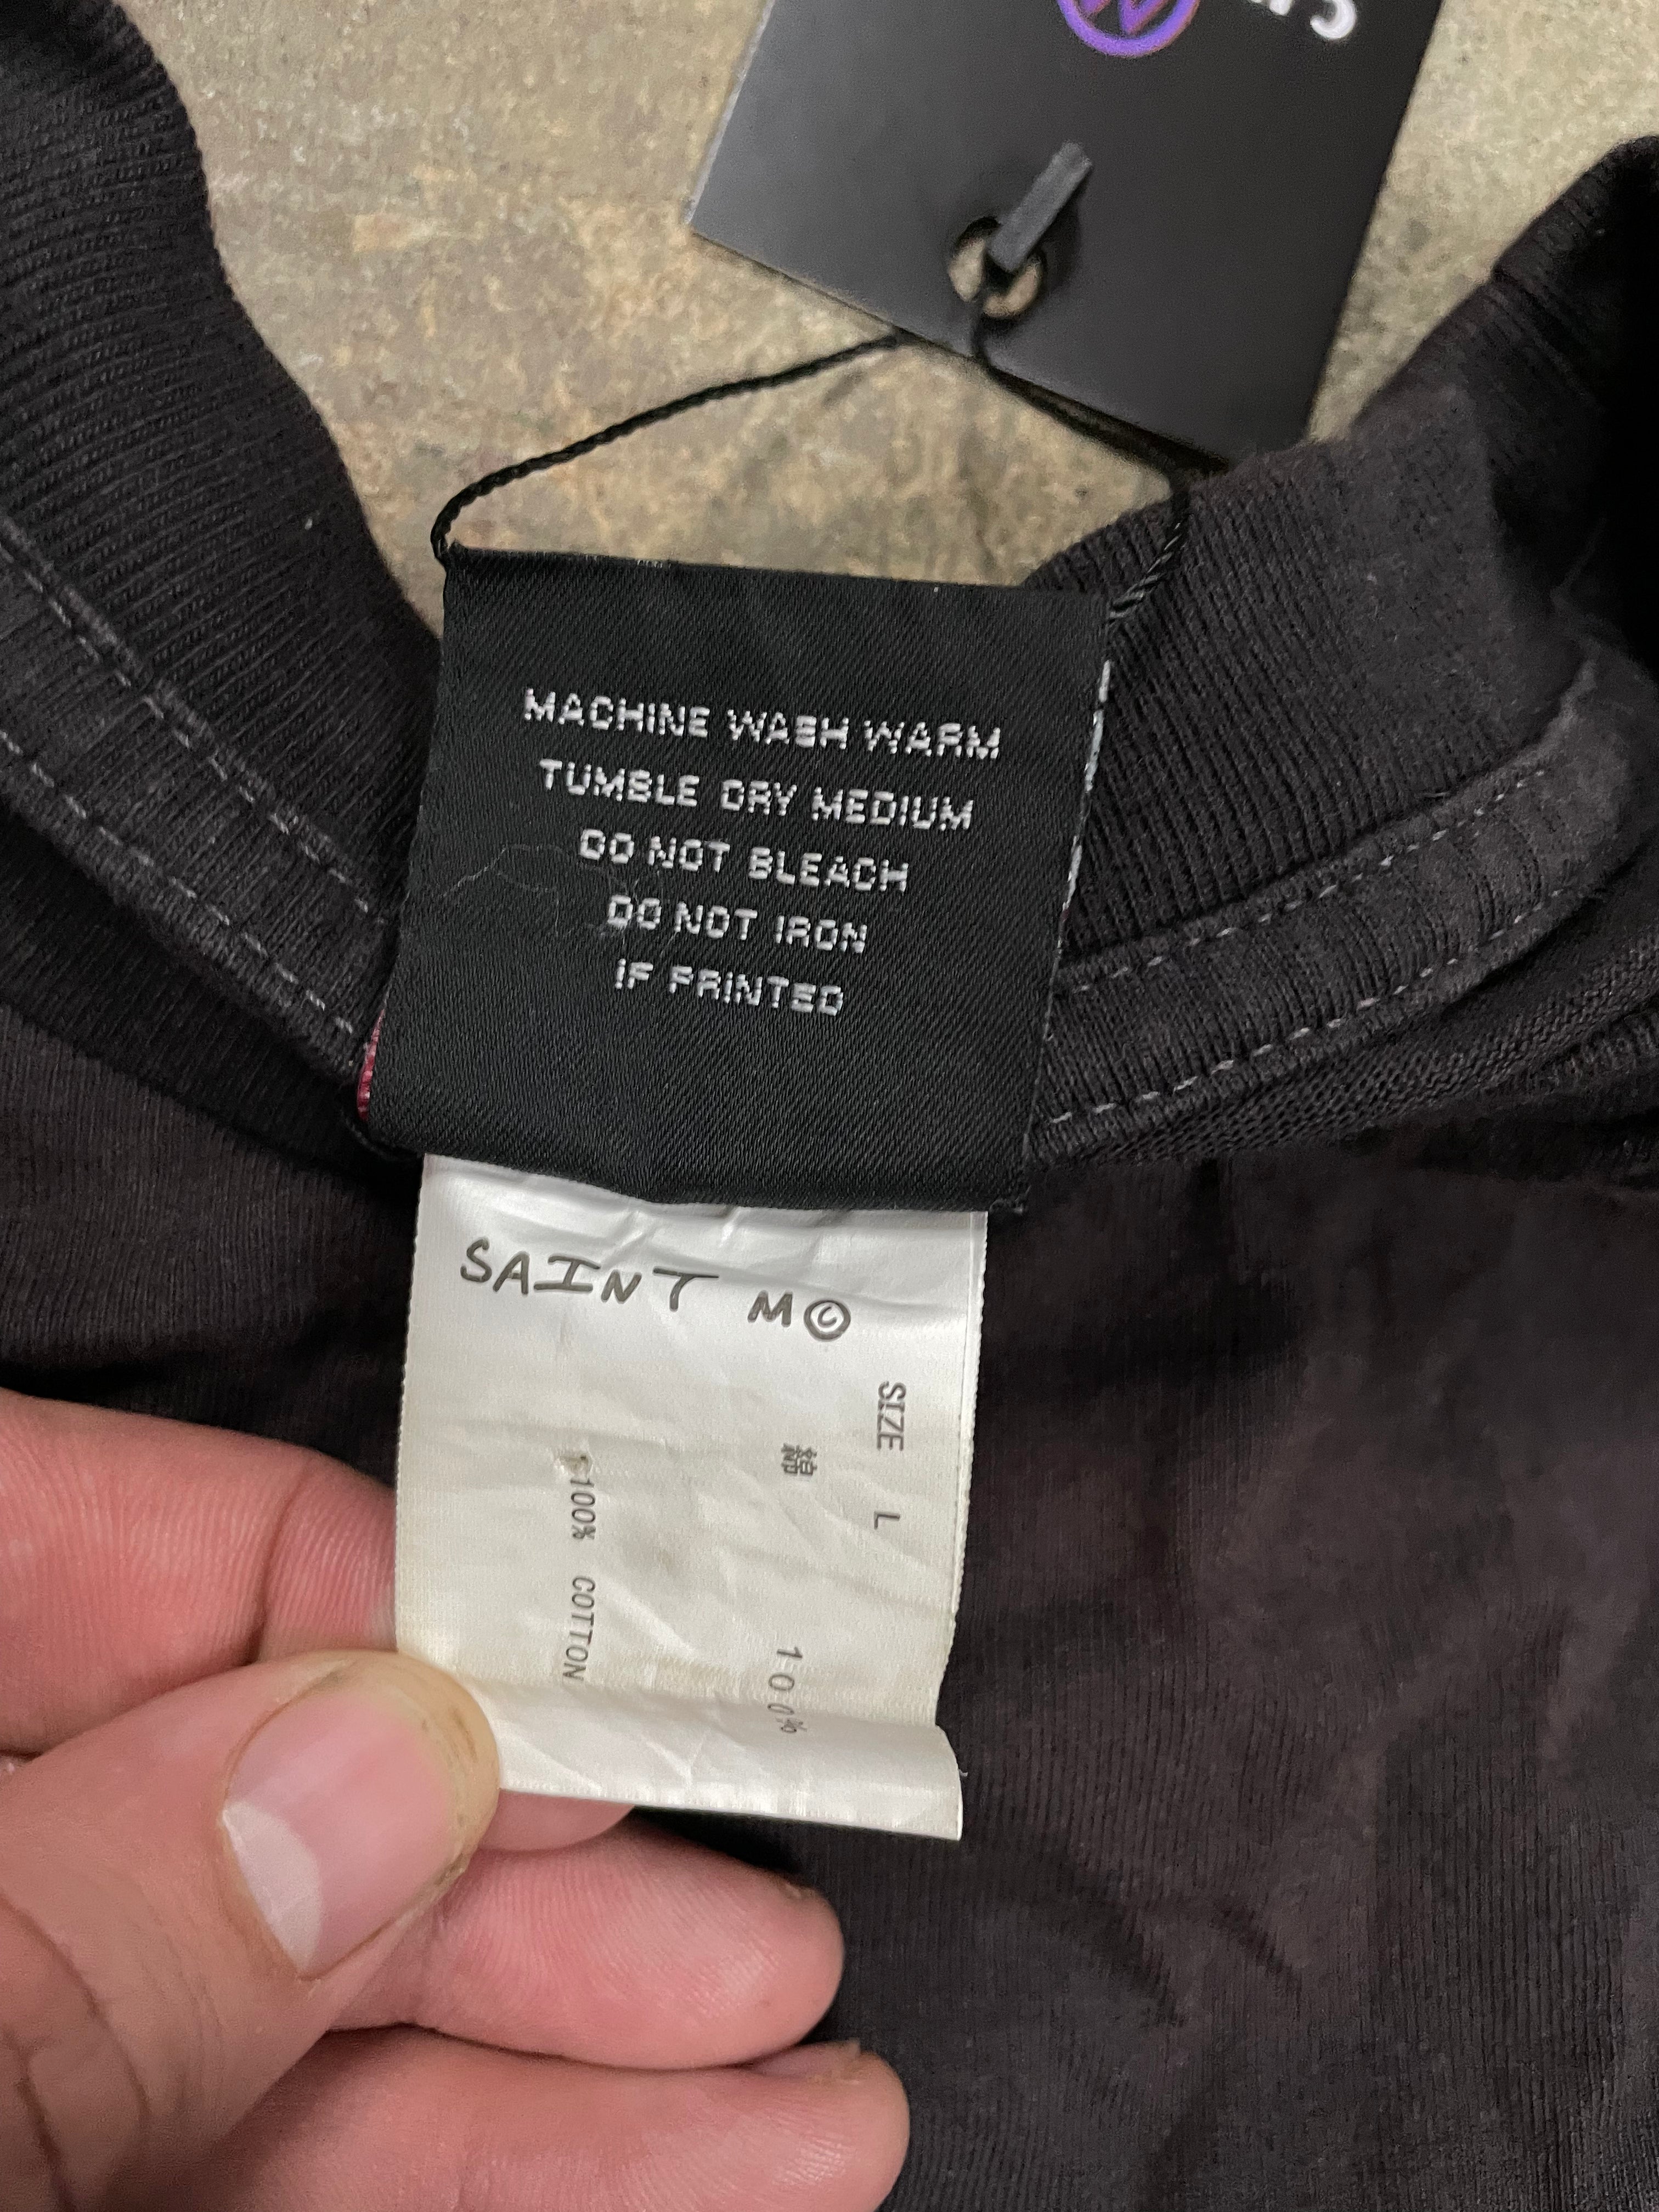 MACHINE WASH WARM
TUMBLE DRY MEDIUM
DO NOT BLEACH
DO NOT IRON
IF PRINTED
SAINT M©
SIZE L
綿 100%
100% COTTON